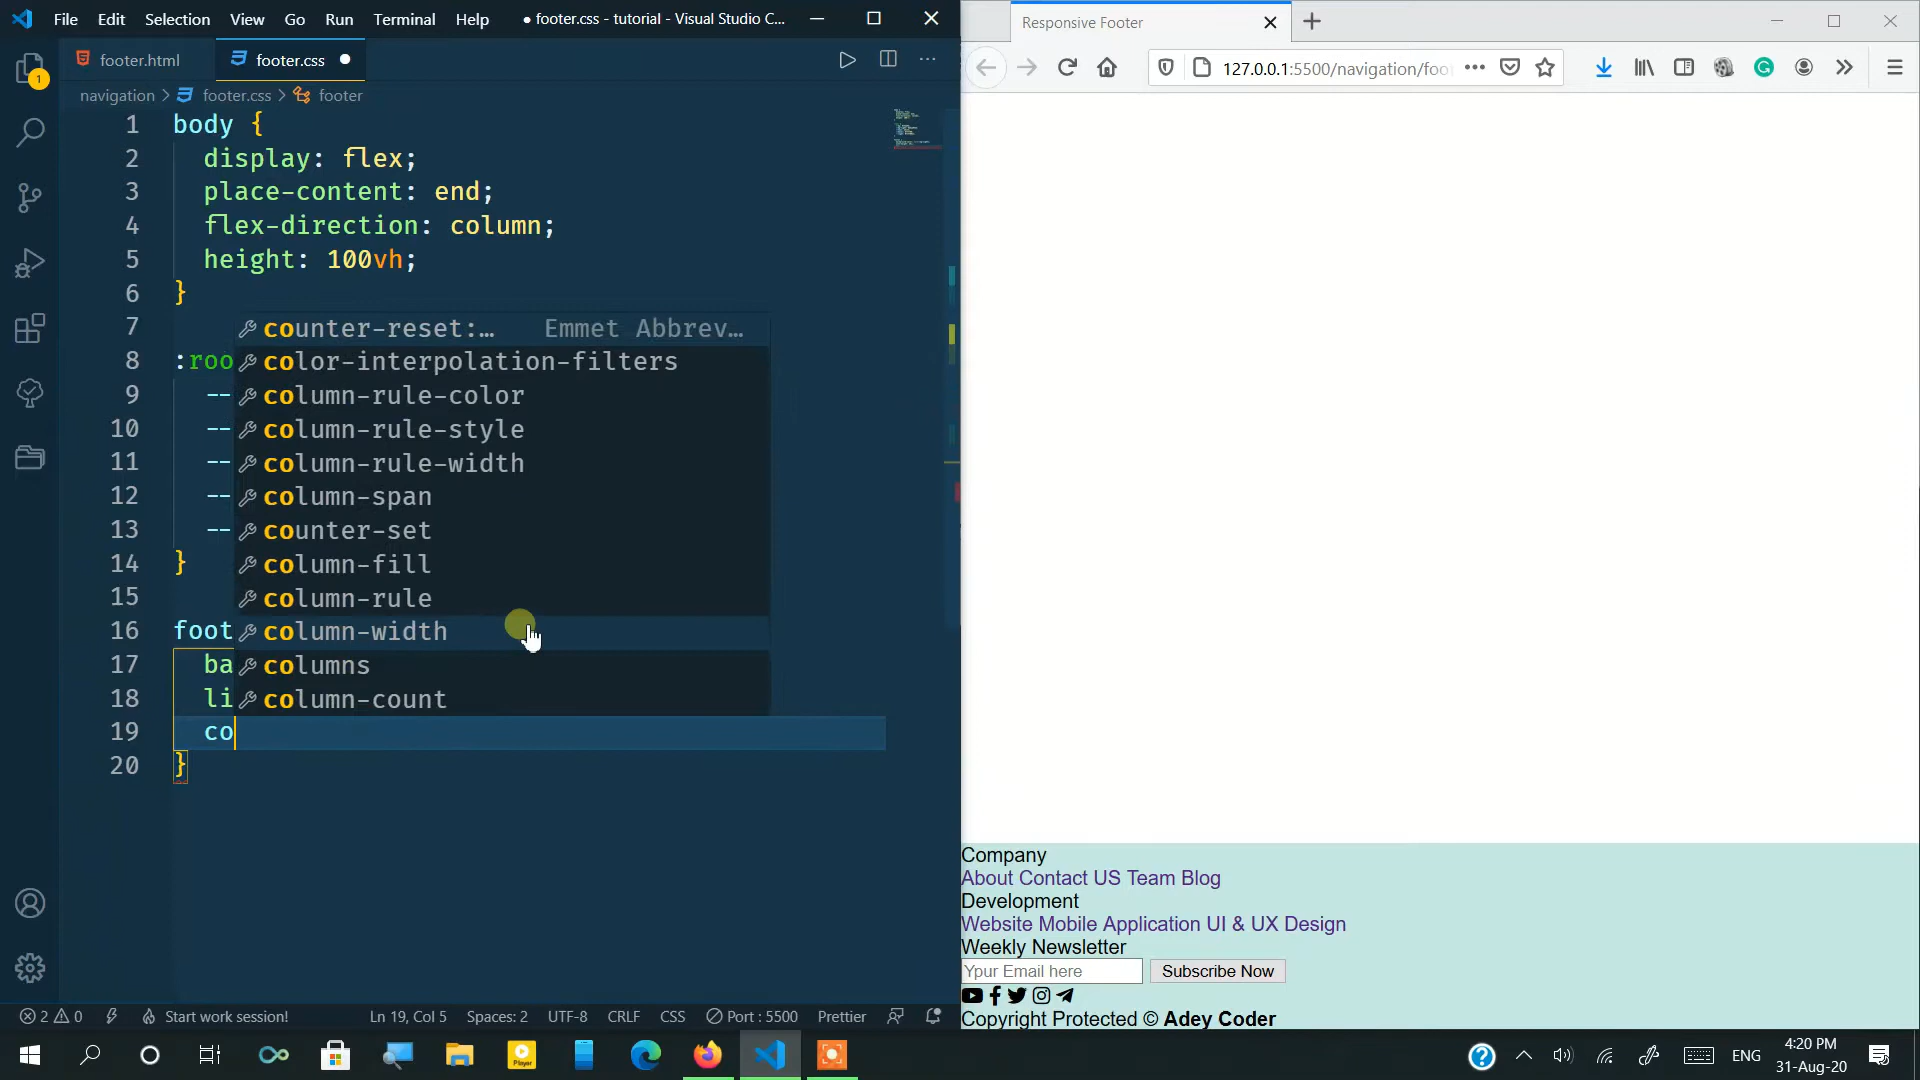 File Edit Selection View Go Run Terminal Help ● footer.css - tutorial - Visual Studio C...
footer.html footer.css ●
navigation > footer.css > footer
1 body {
2 display: flex;
3 place-content: end;
4 flex-direction: column;
5 height: 100vh;
6 }
7
8 :roo
9 --
10 --
11 --
12 --
13 --
14 }
15
16 foot
17 ba
18 li
19 co
20 }
counter-reset:… Emmet Abbrev…
color-interpolation-filters
column-rule-color
column-rule-style
column-rule-width
column-span
counter-set
column-fill
column-rule
column-width
columns
column-count
1
2 0 Start work session! Ln 19, Col 5 Spaces: 2 UTF-8 CRLF CSS Port : 5500 Prettier
Responsive Footer
127.0.0.1:5500/navigation/foo
Company
About Contact US Team Blog
Development
Website Mobile Application UI & UX Design
Weekly Newsletter
Your Email here Subscribe Now
Copyright Protected © Adey Coder
Player
ENG
4:20 PM
31-Aug-20